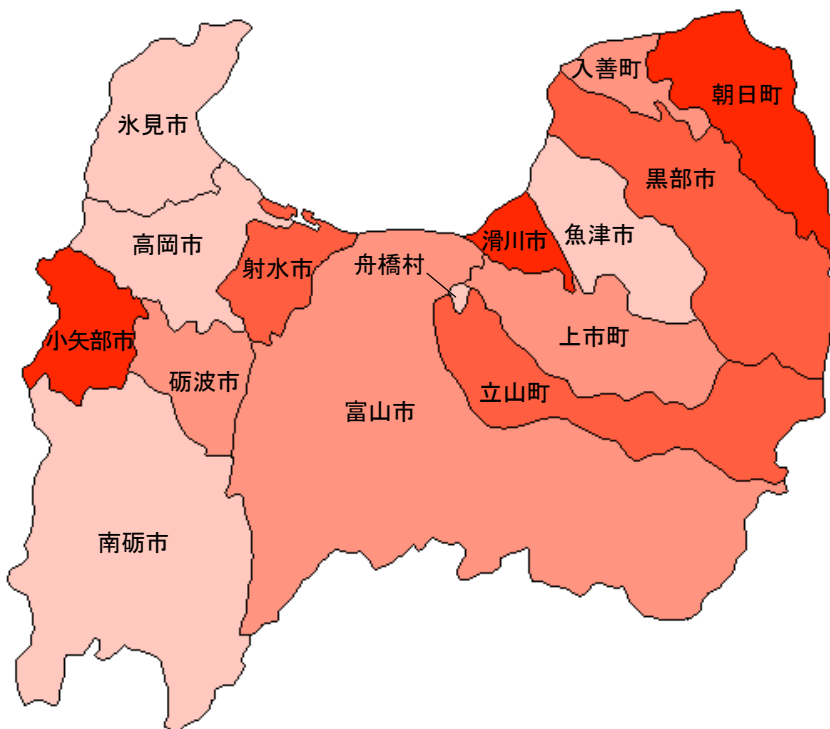 入善町
朝日町
氷見市
黒部市
魚津市
高岡市
滑川市
舟橋村
射水市
上市町
小矢部市
砺波市
立山町
富山市
南砺市